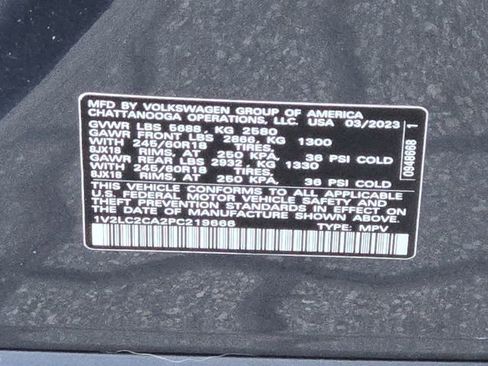 MFD BY VOLKSWAGEN GROUP OF AMERICA
CHATTANOOGA OPERATIONS, LLC. USA 03/2023
GVWR LBS 5688, KG 2580
GAWR FRONT LBS 2866, KG 1300
WITH 245/60R18 TIRES,
8JX18 RIMS AT 250 KPA, 36 PSI COLD
GAWR REAR LBS 2932, KG 1330
WITH 245/60R18 TIRES,
8JX18 RIMS AT 250 KPA, 36 PSI COLD
THIS VEHICLE CONFORMS TO ALL APPLICABLE
U.S. FEDERAL MOTOR VEHICLE SAFETY AND
THEFT PREVENTION STANDARDS IN EFFECT ON
THE DATE OF MANUFACTURE SHOWN ABOVE.
1V2LC2CA2PC219666 TYPE: MPV
0948668 1